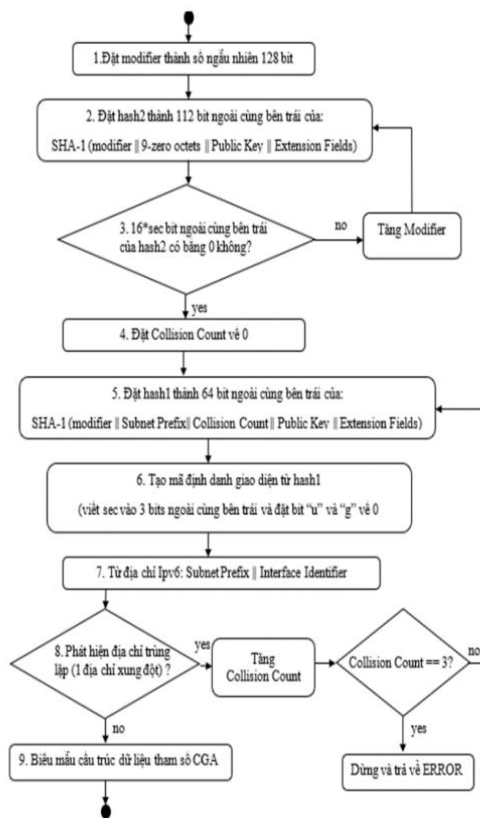 1.Đặt modifier thành số ngẫu nhiên 128 bit
2. Đặt hash2 thành 112 bit ngoài cùng bên trái của:
SHA-1 (modifier || 9-zero octets || Public Key || Extension Fields)
3. 16*sec bit ngoài cùng bên trái
của hash2 có bằng 0 không?
no
Tăng Modifier
yes
4. Đặt Collision Count về 0
5. Đặt hash1 thành 64 bit ngoài cùng bên trái của:
SHA-1 (modifier || Subnet Prefix|| Collision Count || Public Key || Extension Fields)
6. Tạo mã định danh giao diện từ hash1
(viết sec vào 3 bits ngoài cùng bên trái và đặt bit “u” và “g” về 0
7. Từ địa chỉ Ipv6: Subnet Prefix || Interface Identifier
8. Phát hiện địa chỉ trùng
lập (1 địa chỉ xung đột) ?
yes
Tăng
Collision Count
Collision Count == 3?
no
no
yes
9. Biểu mẫu cấu trúc dữ liệu tham số CGA
Dừng và trả về ERROR